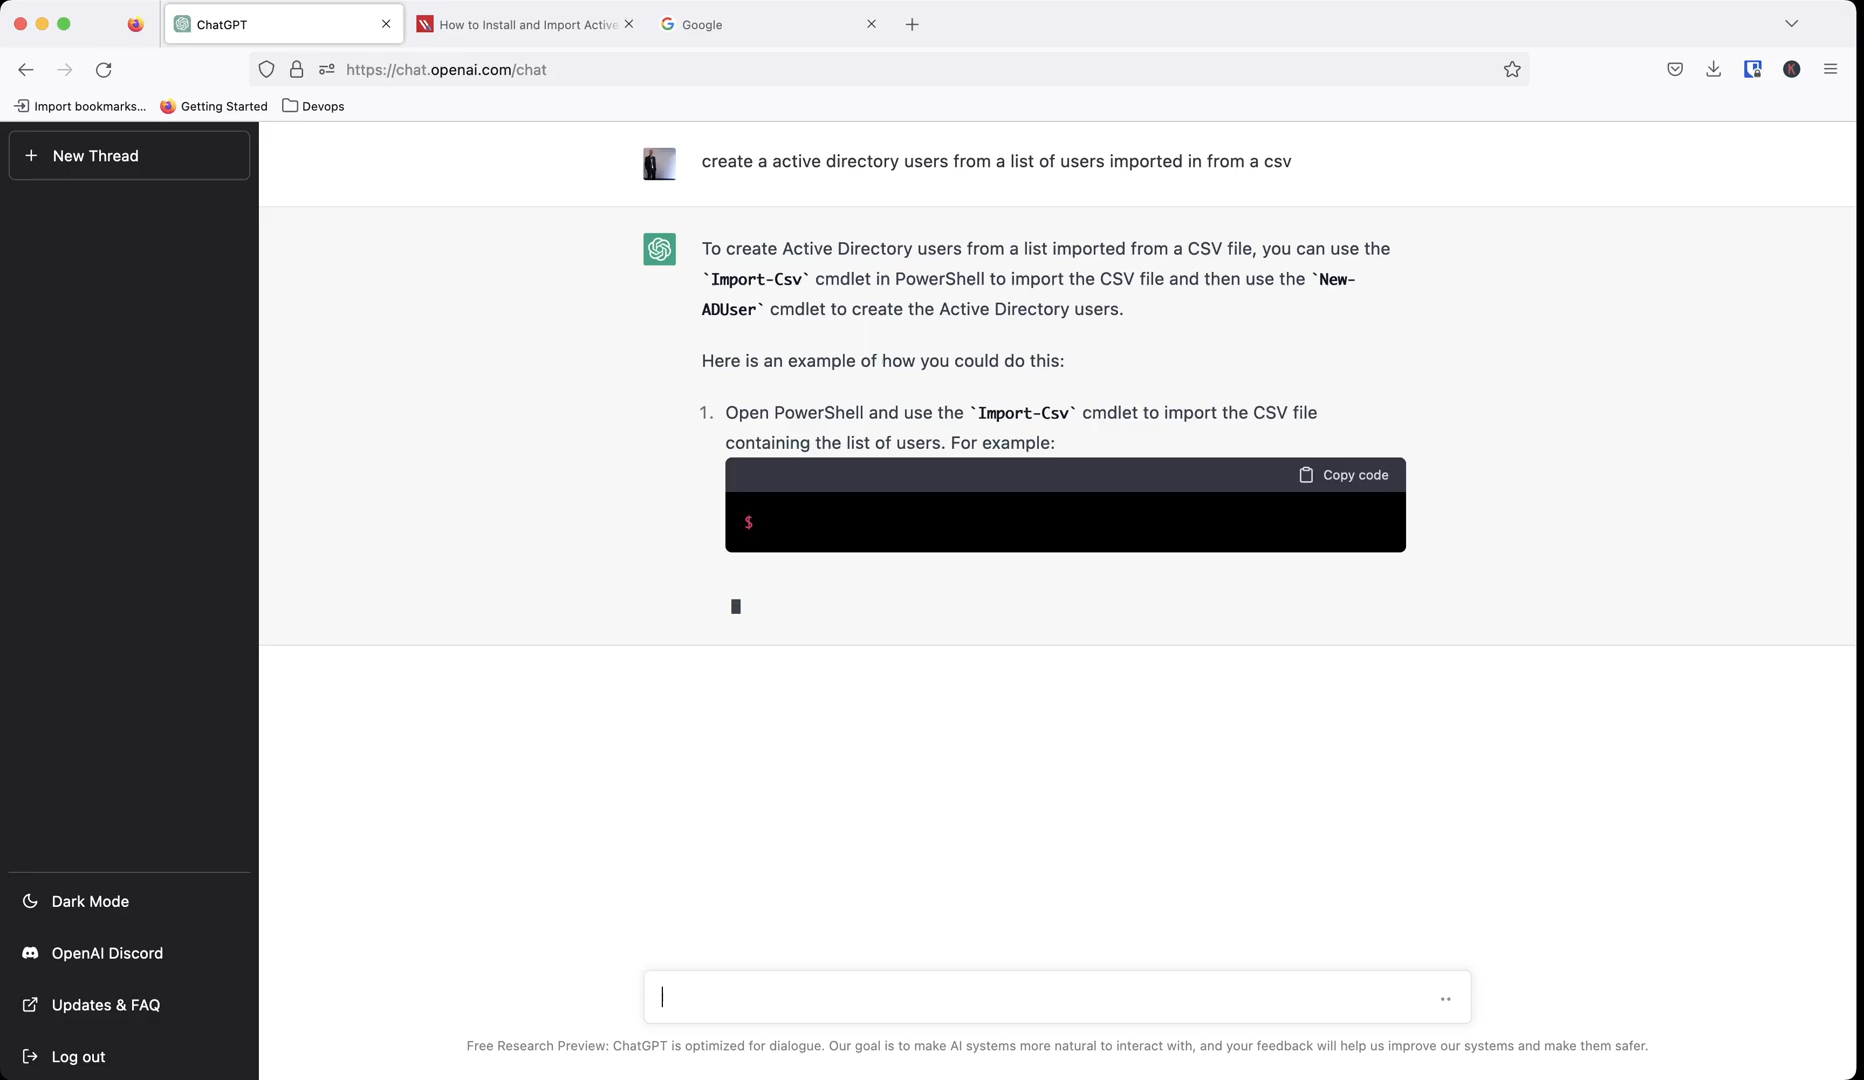 ChatGPT
How to Install and Import Active
Google
https://chat.openai.com/chat
Import bookmarks...
Getting Started
Devops
New Thread
create a active directory users from a list of users imported in from a csv
To create Active Directory users from a list imported from a CSV file, you can use the
`Import-Csv` cmdlet in PowerShell to import the CSV file and then use the `New-
ADUser` cmdlet to create the Active Directory users.
Here is an example of how you could do this:
1. Open PowerShell and use the `Import-Csv` cmdlet to import the CSV file
containing the list of users. For example:
Copy code
$
Dark Mode
OpenAI Discord
Updates & FAQ
Log out
Free Research Preview: ChatGPT is optimized for dialogue. Our goal is to make AI systems more natural to interact with, and your feedback will help us improve our systems and make them safer.